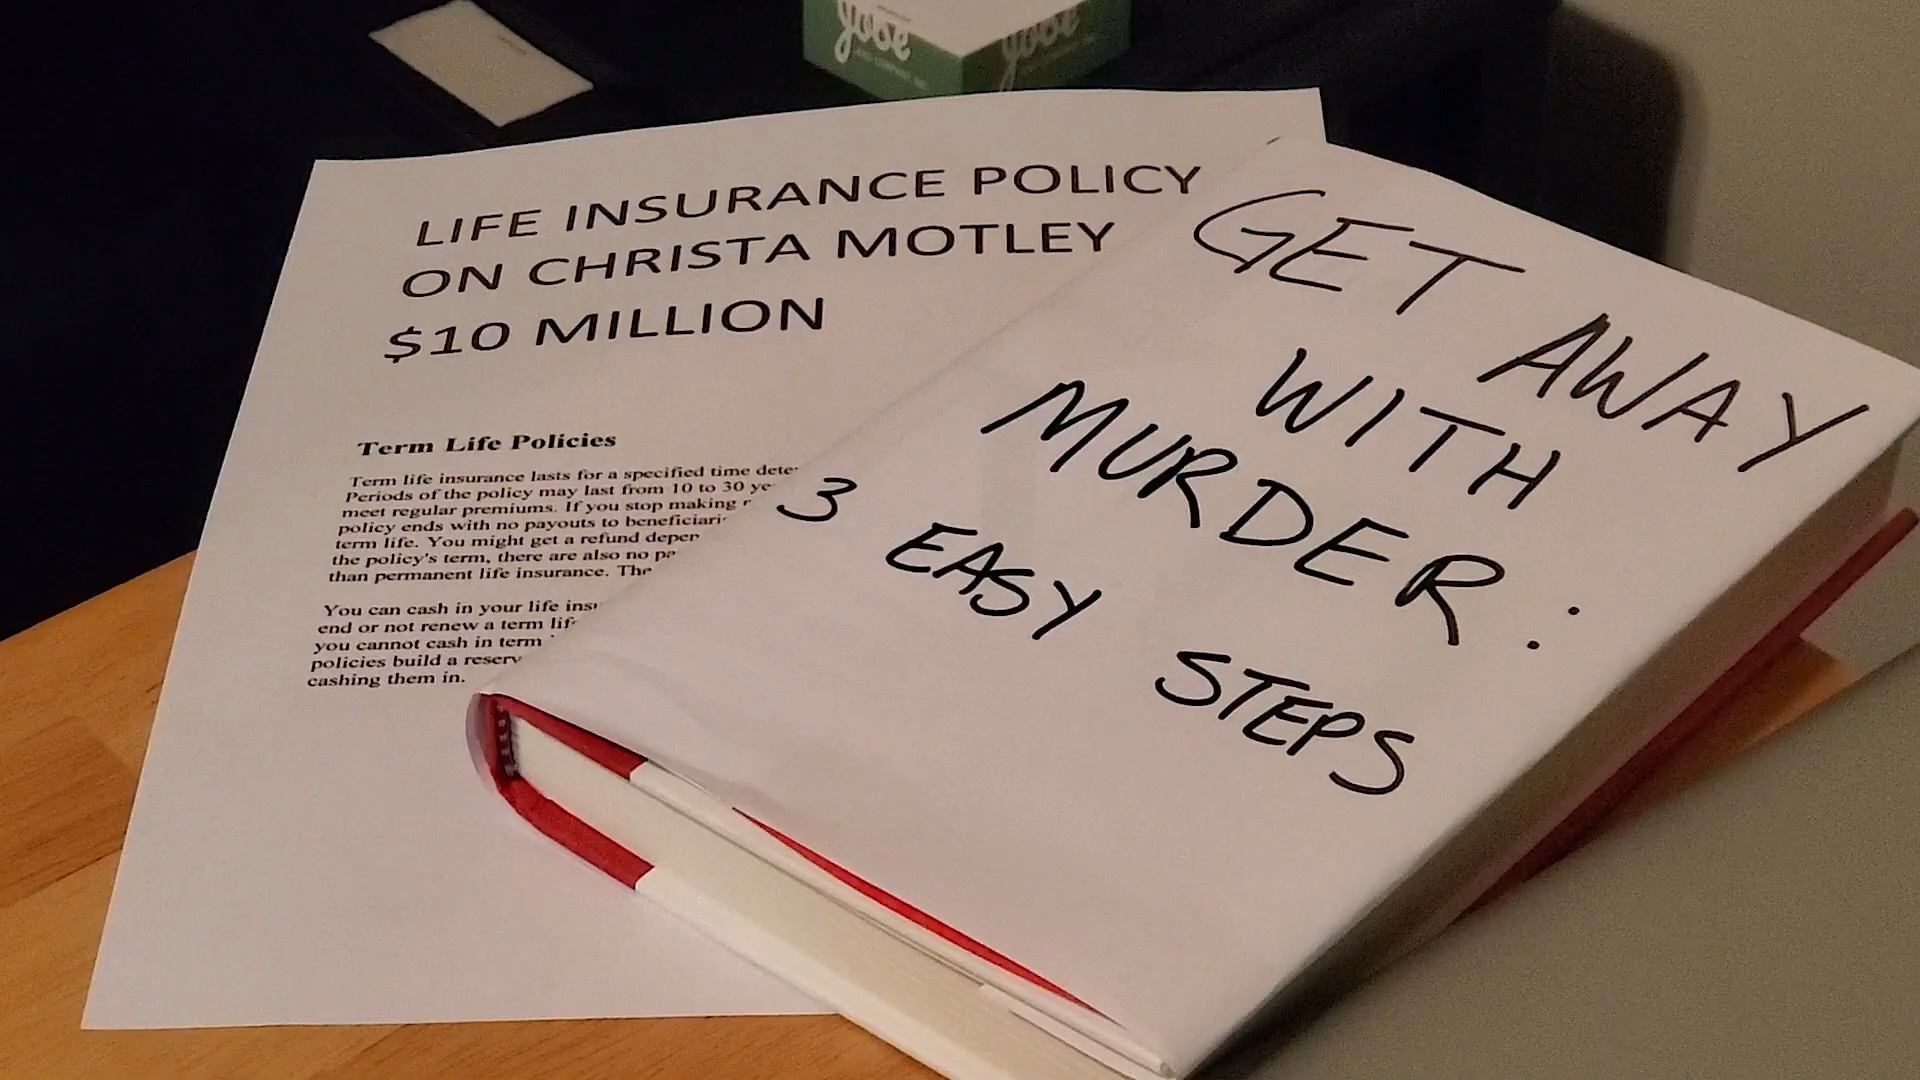 yobe
yobe
LIFE INSURANCE POLICY
ON CHRISTA MOTLEY
$10 MILLION
Term Life Policies
Term life insurance lasts for a specified time
Periods of the policy may last from 10 to 30
meet regular premiums. If you stop making
policy ends with no payouts to
term life. You might get a refund
the policy's term, there are also no
than permanent life insurance. The
You can cash in your life
end or not renew a term
you cannot cash in term
policies build a
cashing them in.
GET AWAY
WITH
MURDER:
3 EASY STEPS